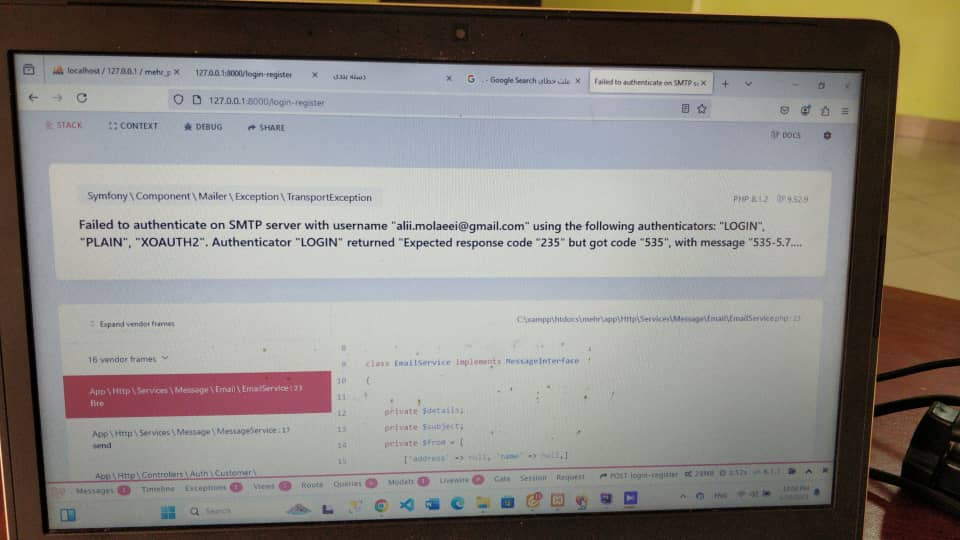 localhost / 127.0.0.1 / mehr_p
127.0.0.1:8000/login-register
دسته بندی
علت خطای - Google Search
Failed to authenticate on SMTP s
127.0.0.1:8000/login-register
STACK CONTEXT DEBUG SHARE DOCS
Symfony\Component\Mailer\Exception\TransportException
PHP 8.1.2 9.52.9
Failed to authenticate on SMTP server with username "alii.molaeei@gmail.com" using the following authenticators: "LOGIN",
"PLAIN", "XOAUTH2". Authenticator "LOGIN" returned "Expected response code "235" but got code "535", with message "535-5.7....
Expand vendor frames
C:\xampp\htdocs\mehr\app\Http\Services\Message\Email\EmailService.php : 23
16 vendor frames
App\Http\Services\Message\Email\EmailService:23
fire
App\Http\Services\Message\MessageService:17
send
App\Http\Controllers\Auth\Customer\
8
9 class EmailService implements MessageInterface
10 {
11
12 private $details;
13 private $subject;
14 private $from = [
15 ['address' => null, 'name' => null,]
Messages Timeline Exceptions Views Route Queries Models Livewire Gate Session Request POST login-register 28MB 0.52s 8.1.2
Search
ENG